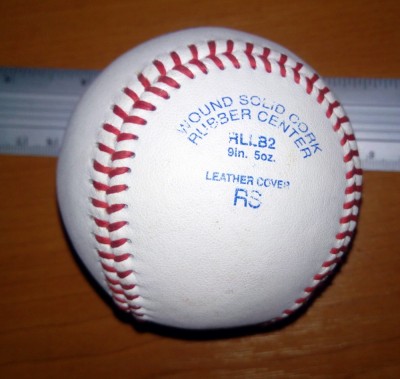 WOUND SOLID CORK
RUBBER CENTER
RLLB2
9in. 5oz.
LEATHER COVER
RS